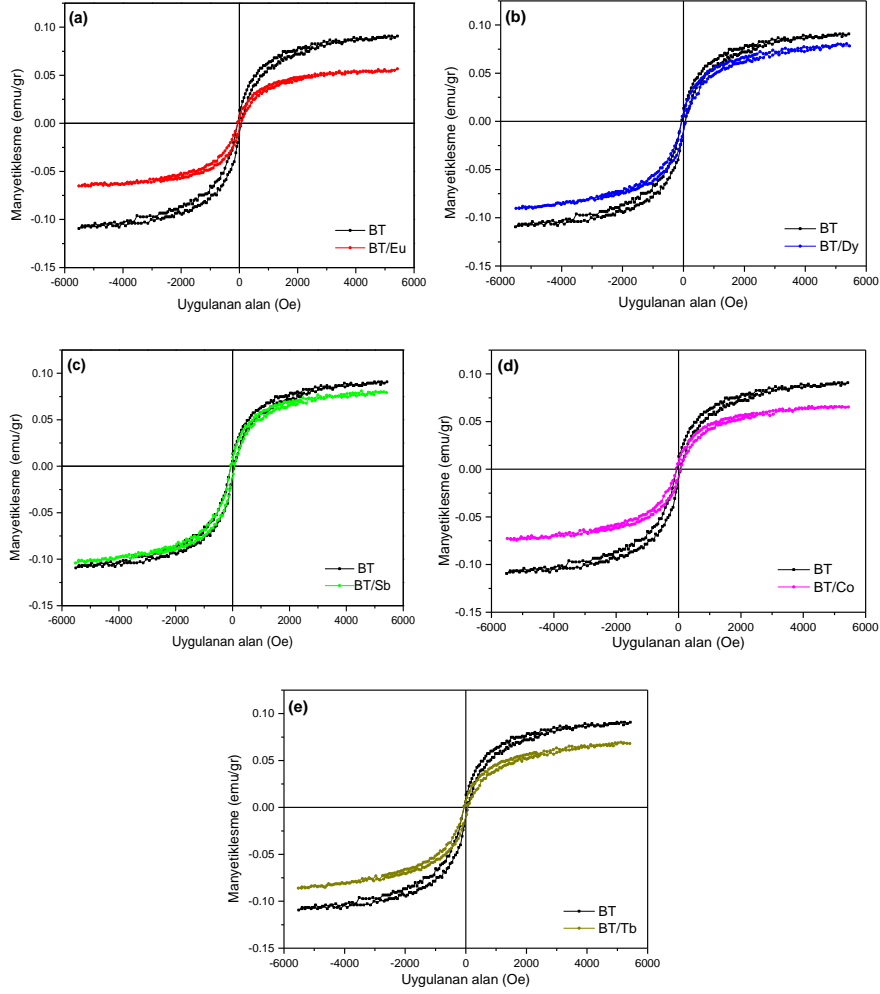 (a)
0.10
0.05
0.00
-0.05
-0.10
-0.15
Manyetiklesme (emu/gr)
BT
BT/Eu
-6000 -4000 -2000 0 2000 4000 6000
Uygulanan alan (Oe)
(b)
0.10
0.05
0.00
-0.05
-0.10
-0.15
Manyetiklesme (emu/gr)
BT
BT/Dy
-6000 -4000 -2000 0 2000 4000 6000
Uygulanan alan (Oe)
(c)
0.10
0.05
0.00
-0.05
-0.10
-0.15
Manyetiklesme (emu/gr)
BT
BT/Sb
-6000 -4000 -2000 0 2000 4000 6000
Uygulanan alan (Oe)
(d)
0.10
0.05
0.00
-0.05
-0.10
-0.15
Manyetiklesme (emu/gr)
BT
BT/Co
-6000 -4000 -2000 0 2000 4000 6000
Uygulanan alan (Oe)
(e)
0.10
0.05
0.00
-0.05
-0.10
-0.15
Manyetiklesme (emu/gr)
BT
BT/Tb
-6000 -4000 -2000 0 2000 4000 6000
Uygulanan alan (Oe)